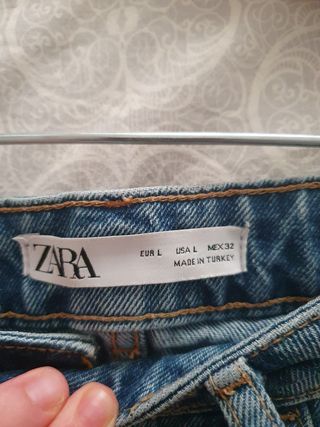 ZARA
EUR L USA L MEX 32
MADE IN TURKEY